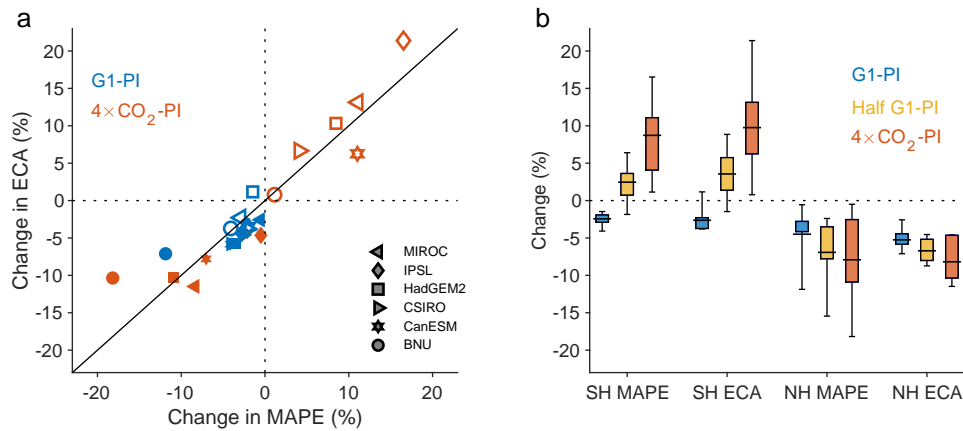 a
Change in ECA (%)
20
15
10
5
0
-5
-10
-15
-20
G1-PI
4×CO₂-PI
MIROC
IPSL
HadGEM2
CSIRO
CanESM
BNU
-20 -10 0 10 20
Change in MAPE (%)
b
Change (%)
20
15
10
5
0
-5
-10
-15
-20
G1-PI
Half G1-PI
4×CO₂-PI
SH MAPE SH ECA NH MAPE NH ECA